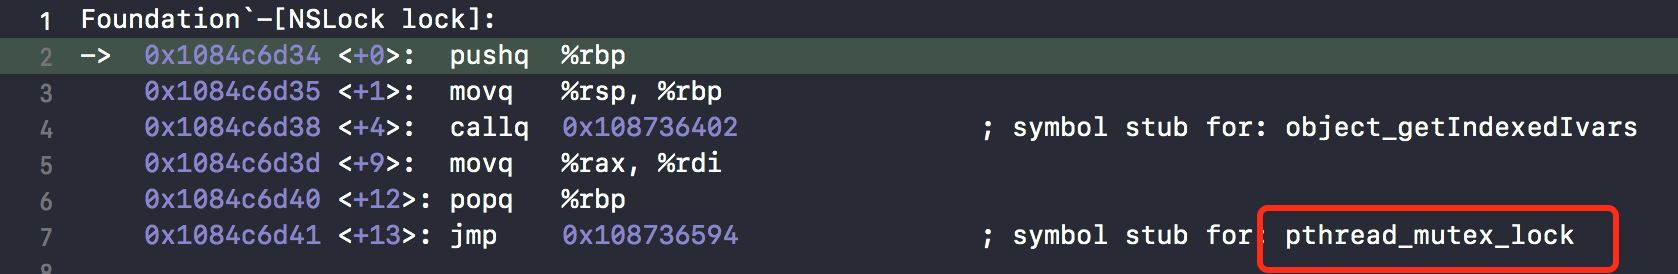 1 Foundation`-[NSLock lock]:
2 -> 0x1084c6d34 <+0>: pushq %rbp
3 0x1084c6d35 <+1>: movq %rsp, %rbp
4 0x1084c6d38 <+4>: callq 0x108736402 ; symbol stub for: object_getIndexedIvars
5 0x1084c6d3d <+9>: movq %rax, %rdi
6 0x1084c6d40 <+12>: popq %rbp
7 0x1084c6d41 <+13>: jmp 0x108736594 ; symbol stub for: pthread_mutex_lock